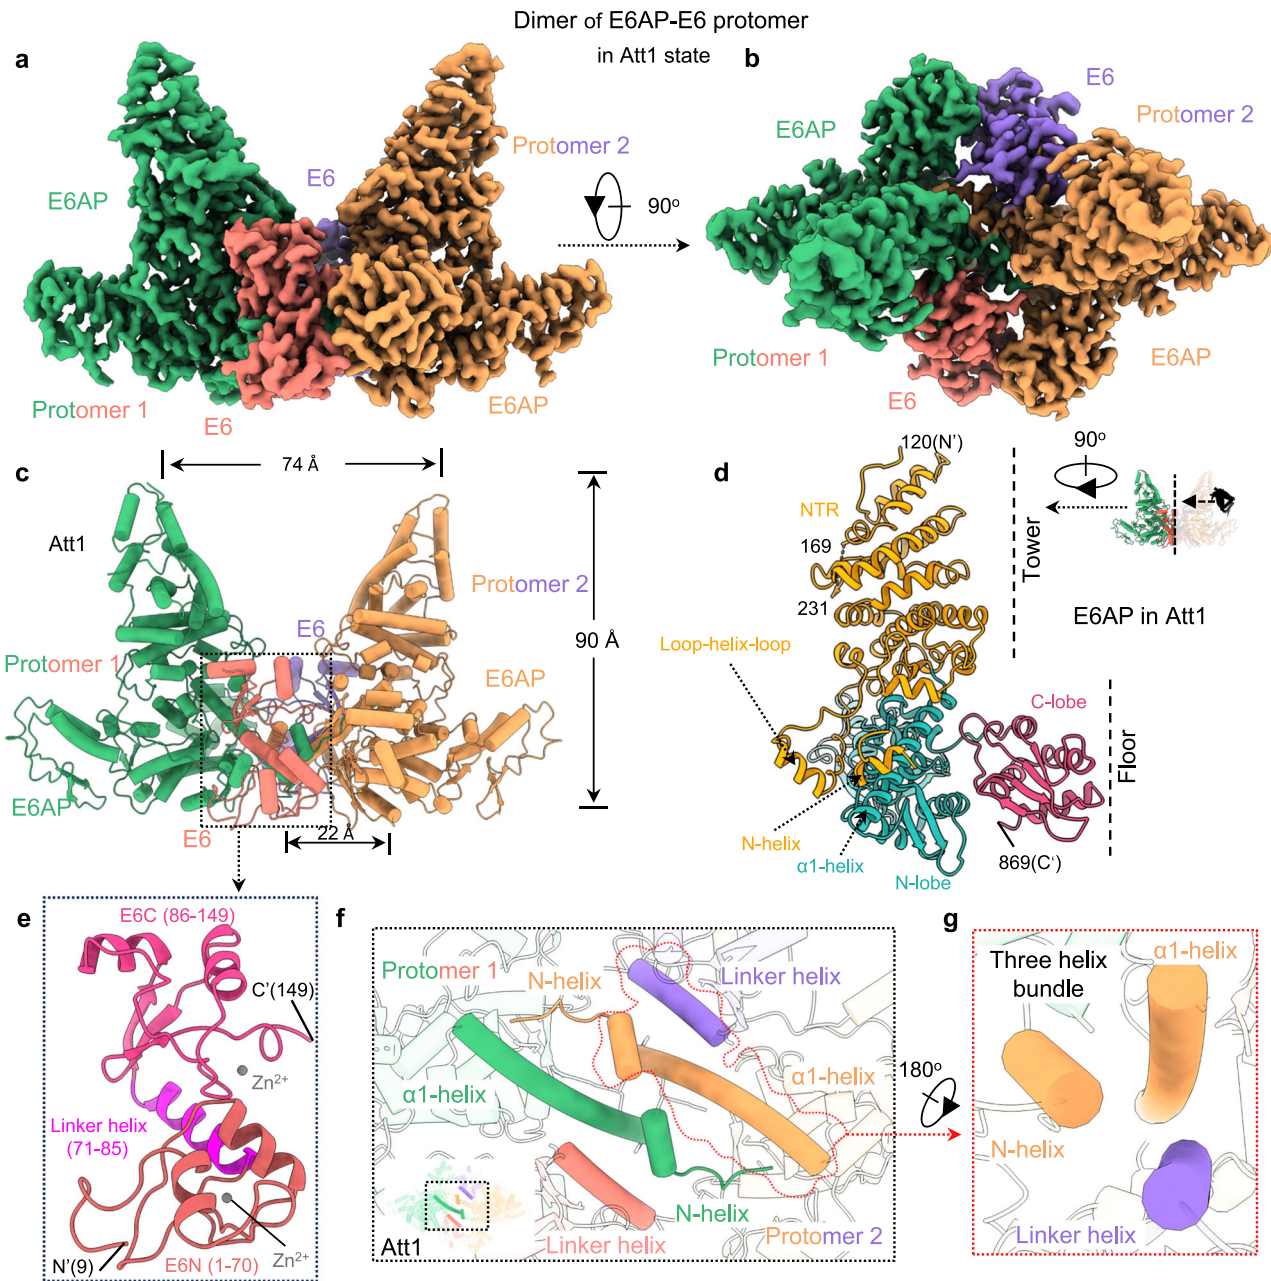 Dimer of E6AP-E6 protomer
in Att1 state
a
E6AP
E6
Protomer 2
Protomer 1
E6
E6AP
90º
b
E6AP
E6
Protomer 2
Protomer 1
E6
E6AP
c
74 Å
Att1
Protomer 2
E6
Protomer 1
E6AP
E6AP
E6
22 Å
90 Å
d
120(N')
NTR
169
231
Loop-helix-loop
N-helix
α1-helix
N-lobe
C-lobe
869(C')
Tower
Floor
90º
E6AP in Att1
e
E6C (86-149)
C'(149)
Zn²⁺
Linker helix
(71-85)
N'(9)
E6N (1-70)
Zn²⁺
f
Protomer 1
N-helix
Linker helix
α1-helix
α1-helix
N-helix
Att1
Linker helix
Protomer 2
180º
g
Three helix
bundle
α1-helix
N-helix
Linker helix